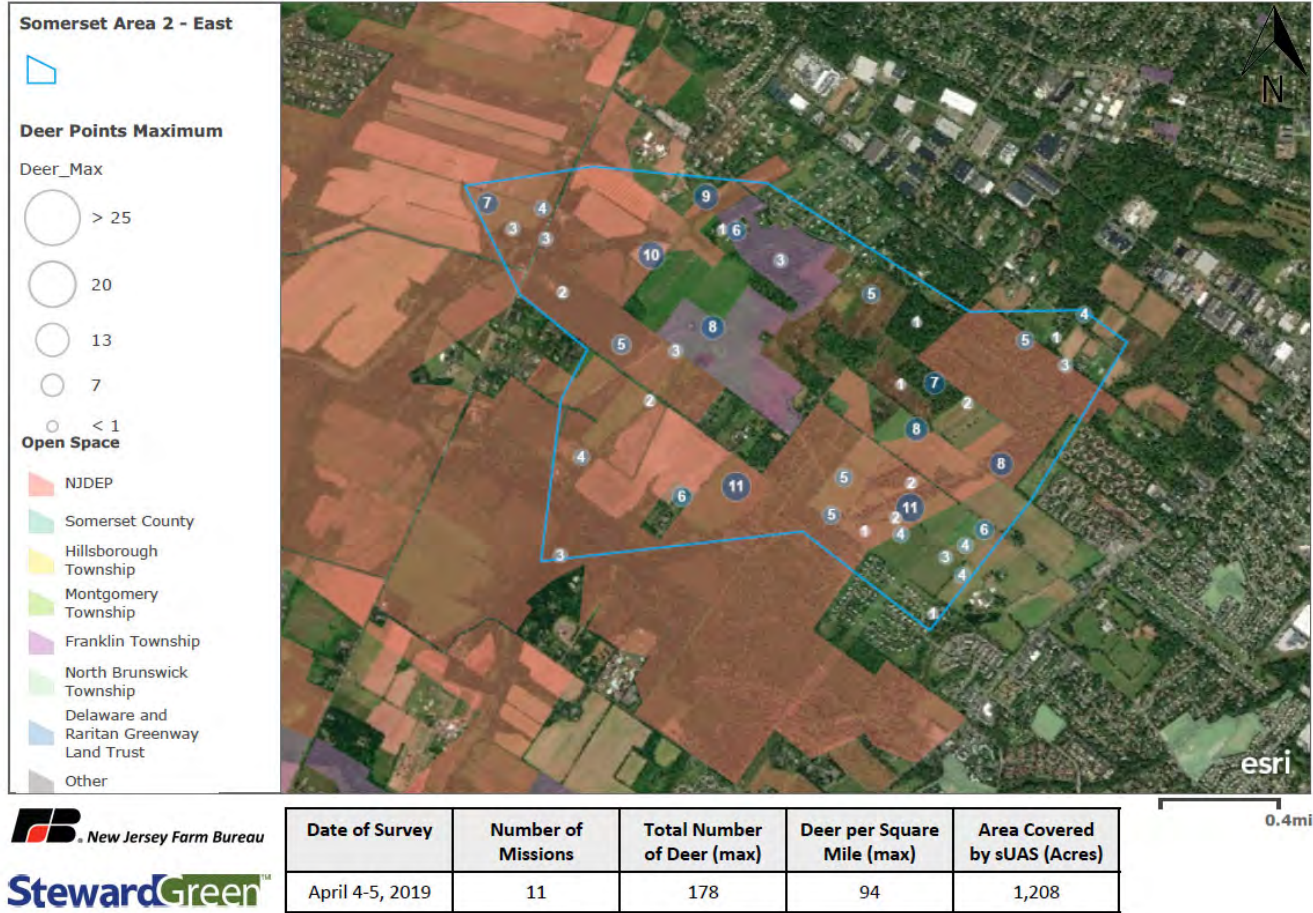 Somerset Area 2 - East
Deer Points Maximum
Deer_Max
> 25
20
13
7
< 1
Open Space
NJDEP
Somerset County
Hillsborough
Township
Montgomery
Township
Franklin Township
North Brunswick
Township
Delaware and
Raritan Greenway
Land Trust
Other
N
9
7
4
1 6
3
3
10
3
2
5
4
8
1
5
1
5
3
3
1
7
2
2
8
4
8
5
2
11
6
11
5
2
1
4
6
4
3
3
4
1
esri
0.4mi
FB. New Jersey Farm Bureau
StewardGreen™
Date of Survey
Number of
Missions
Total Number
of Deer (max)
Deer per Square
Mile (max)
Area Covered
by sUAS (Acres)
April 4-5, 2019
11
178
94
1,208